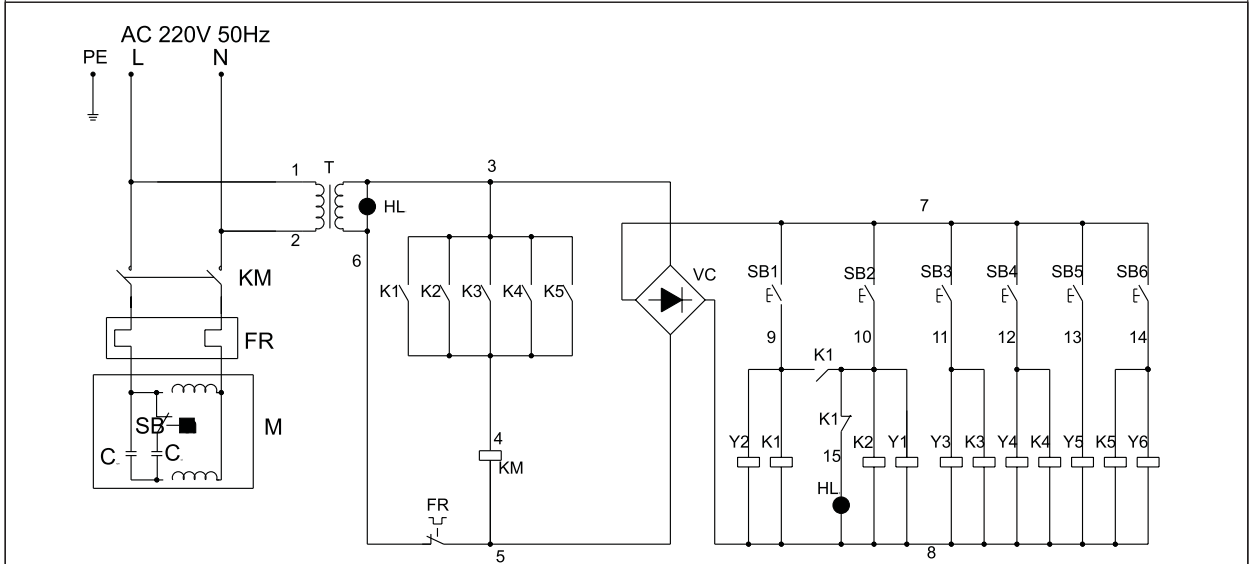 AC 220V 50Hz
PE L N
1 T 3
HL
2
6
7
KM
K1 K2 K3 K4 K5
VC
SB1 SB2 SB3 SB4 SB5 SB6
FR
9 10 11 12 13 14
K1
SB
M
K1
C C
4
KM
15
Y2 K1 K2 Y1 Y3 K3 Y4 K4 Y5 K5 Y6
HL
FR
5
8